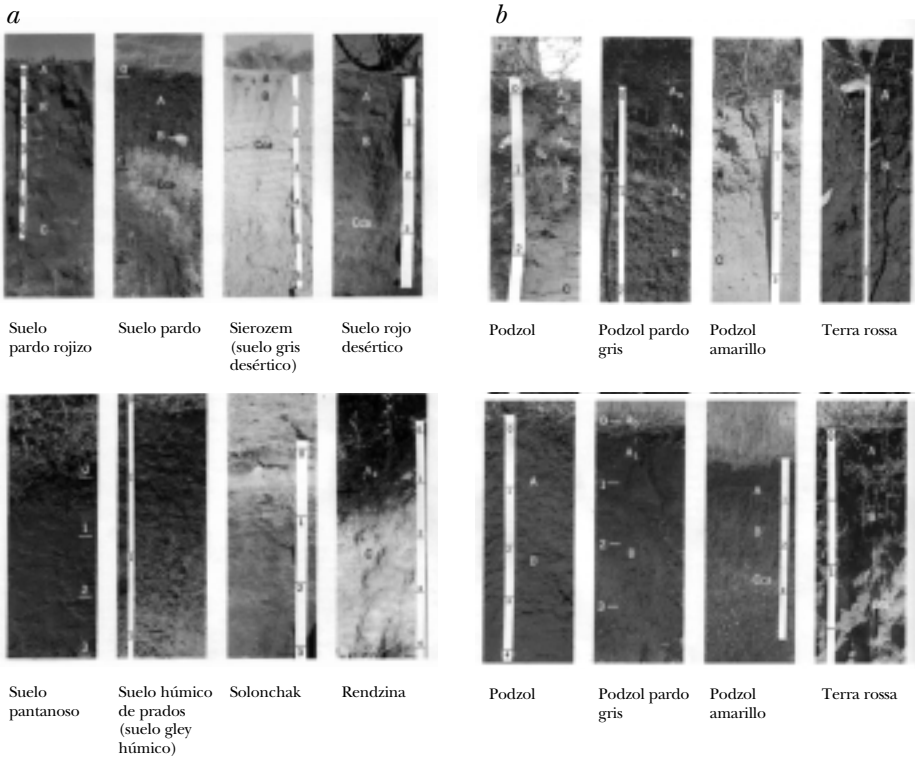 a
b
Suelo
pardo rojizo
Suelo pardo
Sierozem
(suelo gris
desértico)
Suelo rojo
desértico
Podzol
Podzol pardo
gris
Podzol
amarillo
Terra rossa
Suelo
pantanoso
Suelo húmico
de prados
(suelo gley
húmico)
Solonchak
Rendzina
Podzol
Podzol pardo
gris
Podzol
amarillo
Terra rossa